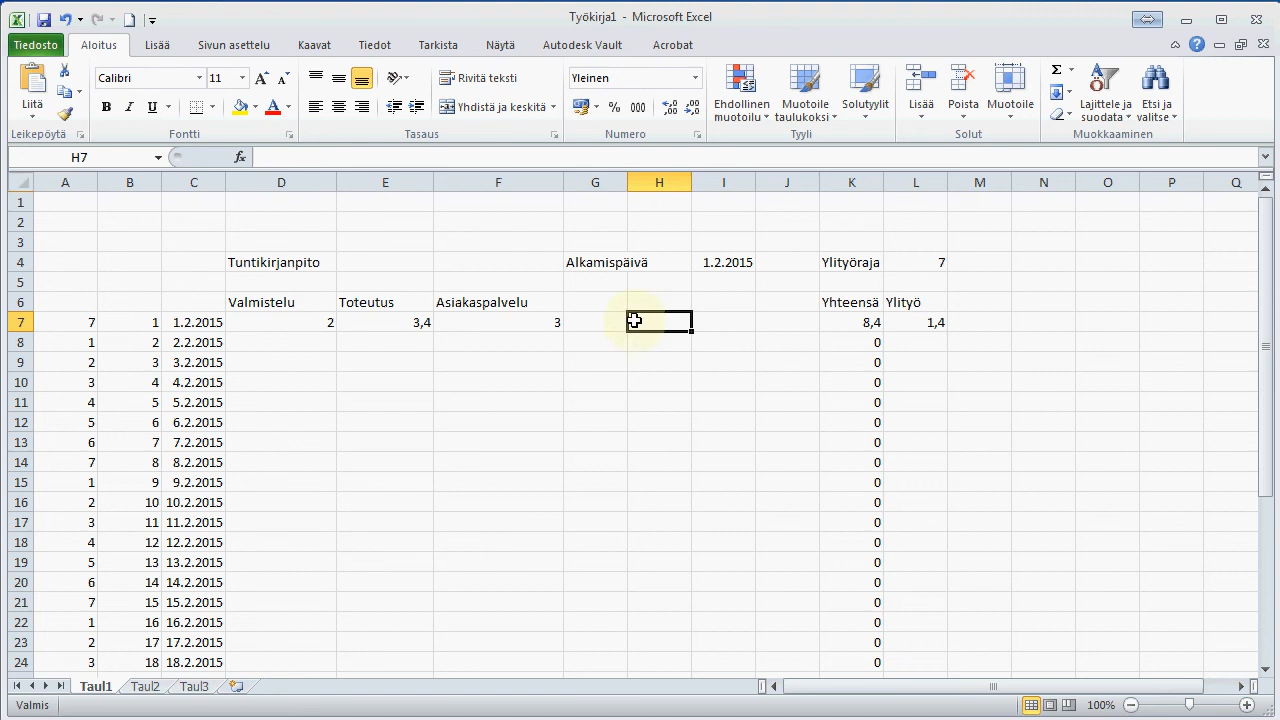 Työkirja1 - Microsoft Excel
Tiedosto Aloitus Lisää Sivun asettelu Kaavat Tiedot Tarkista Näytä Autodesk Vault Acrobat
Liitä Calibri 11 Rivitä teksti Yleinen Ehdollinen muotoilu Muotoile taulukoksi Solutyylit Lisää Poista Muotoile Lajittele ja suodata Etsi ja valitse
B I U A Yhdistä ja keskitä % 000
Leikepöytä Fontti Tasaus Numero Tyyli Solut Muokkaaminen
H7 fx
A B C D E F G H I J K L M N O P Q
1
2
3
4 Tuntikirjanpito Alkamispäivä 1.2.2015 Ylityöraja 7
5
6 Valmistelu Toteutus Asiakaspalvelu Yhteensä Ylityö
7 7 1 1.2.2015 2 3,4 3 8,4 1,4
8 1 2 2.2.2015 0
9 2 3 3.2.2015 0
10 3 4 4.2.2015 0
11 4 5 5.2.2015 0
12 5 6 6.2.2015 0
13 6 7 7.2.2015 0
14 7 8 8.2.2015 0
15 1 9 9.2.2015 0
16 2 10 10.2.2015 0
17 3 11 11.2.2015 0
18 4 12 12.2.2015 0
19 5 13 13.2.2015 0
20 6 14 14.2.2015 0
21 7 15 15.2.2015 0
22 1 16 16.2.2015 0
23 2 17 17.2.2015 0
24 3 18 18.2.2015 0
Taul1 Taul2 Taul3
Valmis 100%